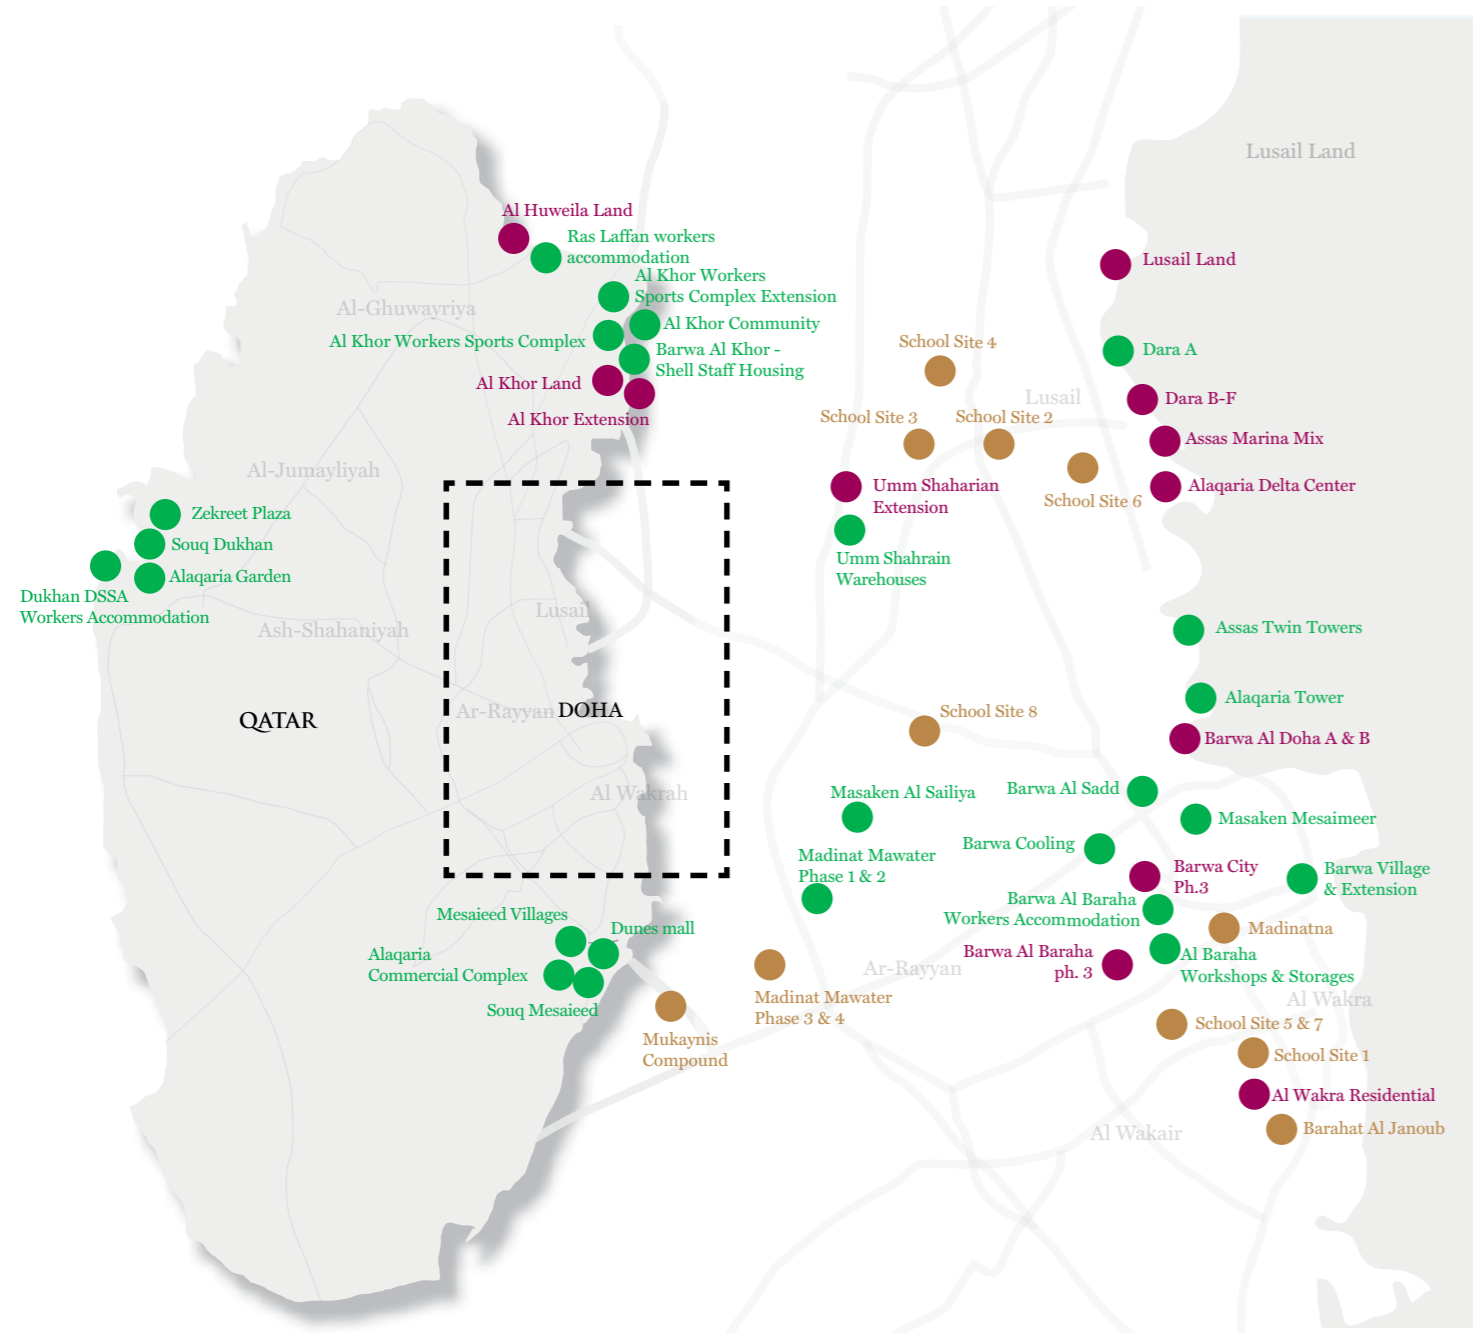 Lusail Land
Al Huweila Land
Ras Laffan workers
accommodation
Al Khor Workers
Sports Complex Extension
Al-Ghuwayriya
Al Khor Community
Al Khor Workers Sports Complex
Barwa Al Khor -
Shell Staff Housing
Al Khor Land
Al Khor Extension
Al-Jumayliyah
Zekreet Plaza
Souq Dukhan
Alaqaria Garden
Dukhan DSSA
Workers Accommodation
Ash-Shahaniyah
Lusail
QATAR
Ar-Rayyan
DOHA
Al Wakrah
Mesaieed Villages
Dunes mall
Alaqaria
Commercial Complex
Souq Mesaieed
Mukaynis
Compound
Lusail Land
Dara A
School Site 4
Lusail
Dara B-F
School Site 3
School Site 2
Assas Marina Mix
Umm Shaharian
Extension
School Site 6
Alaqaria Delta Center
Umm Shahrain
Warehouses
Assas Twin Towers
Alaqaria Tower
School Site 8
Barwa Al Doha A & B
Masaken Al Sailiya
Barwa Al Sadd
Masaken Mesaimeer
Madinat Mawater
Phase 1 & 2
Barwa Cooling
Barwa City
Ph.3
Barwa Village
& Extension
Barwa Al Baraha
Workers Accommodation
Madinatna
Barwa Al Baraha
ph. 3
Al Baraha
Workshops & Storages
Ar-Rayyan
Madinat Mawater
Phase 3 & 4
Al Wakra
School Site 5 & 7
School Site 1
Al Wakra Residential
Al Wakair
Barahat Al Janoub